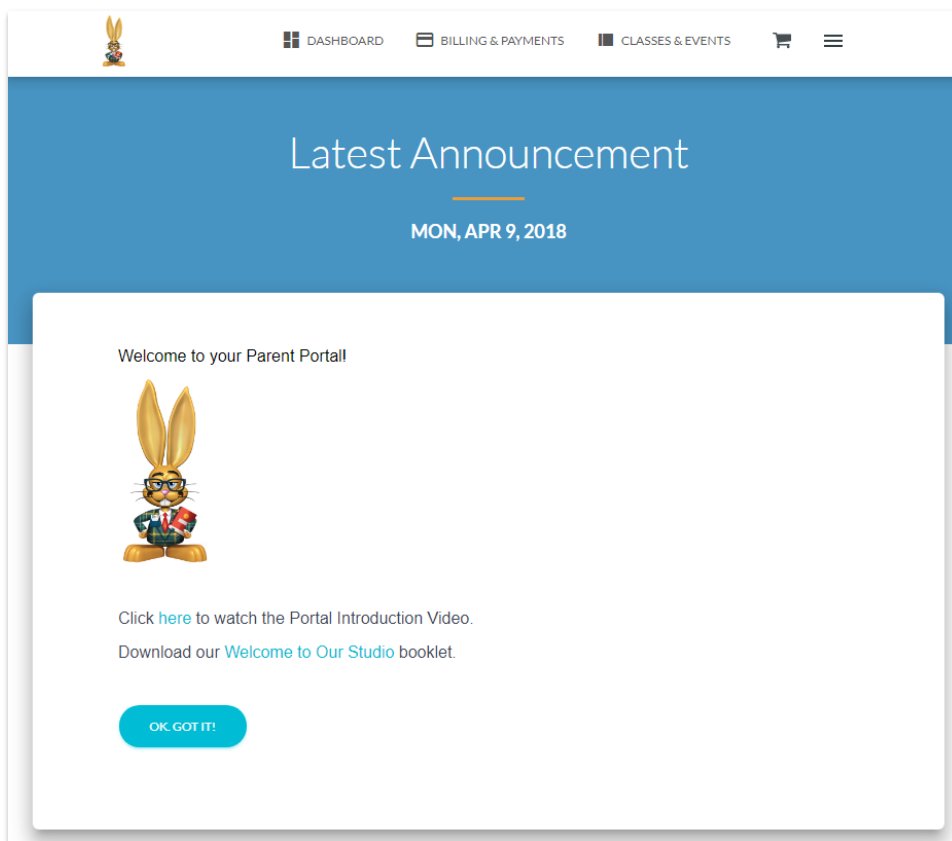 DASHBOARD BILLING & PAYMENTS CLASSES & EVENTS
Latest Announcement
MON, APR 9, 2018
Welcome to your Parent Portal!
Click here to watch the Portal Introduction Video.
Download our Welcome to Our Studio booklet.
OK. GOT IT!